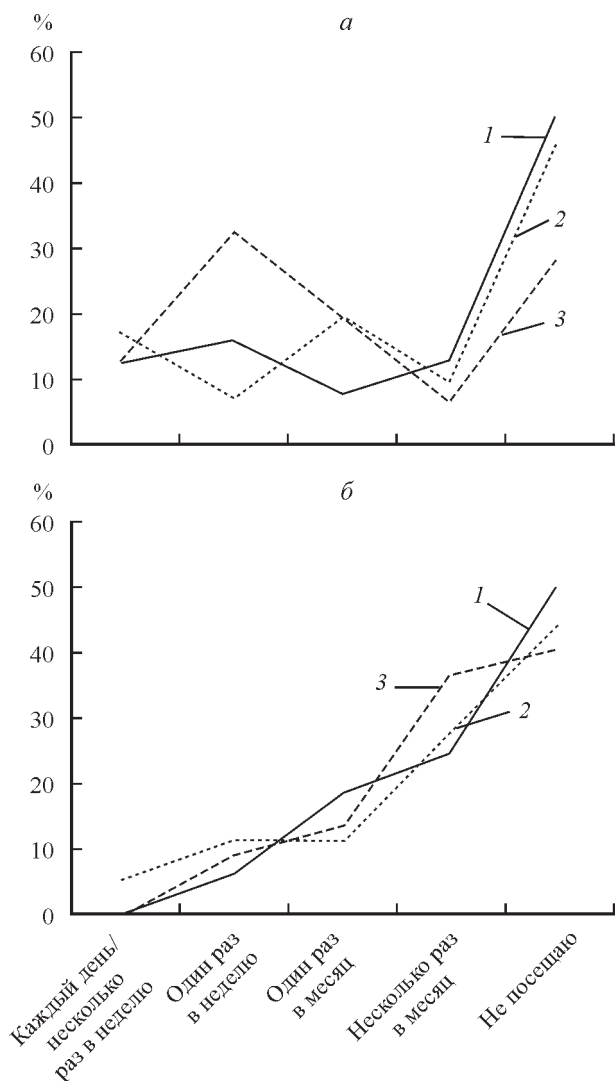 а
%
60
50
40
30
20
10
0
1
2
3
б
%
60
50
40
30
20
10
0
1
3
2
Каждый день/
несколько
раз в неделю
Один раз
в неделю
Один раз
в месяц
Несколько раз
в месяц
Не посещаю